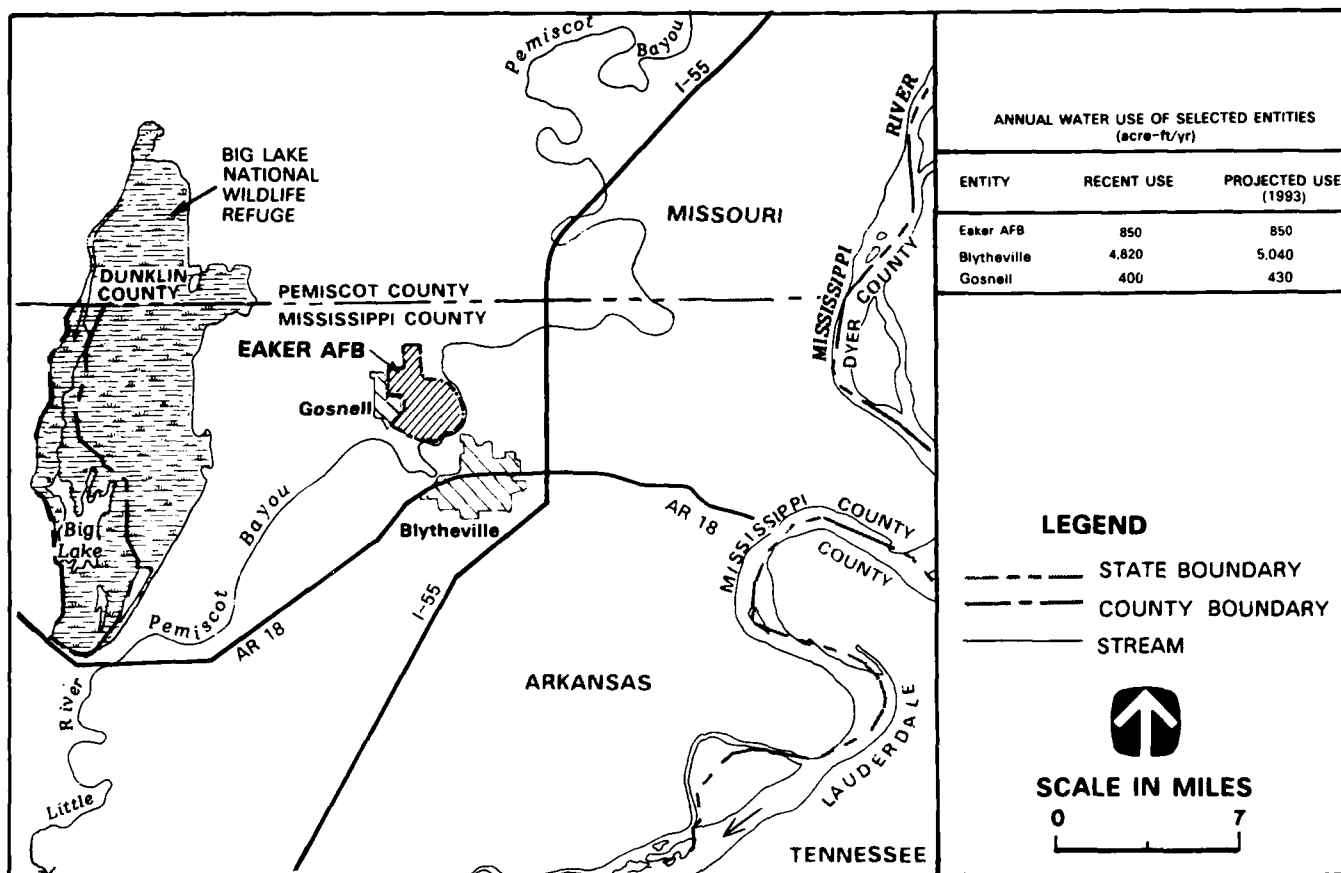 Pemiscot
Bayou
I-55
RIVER
BIG LAKE
NATIONAL
WILDLIFE
REFUGE
MISSOURI
DUNKLIN
COUNTY
PEMISCOT COUNTY
MISSISSIPPI COUNTY
MISSISSIPPI
DYER COUNTY
EAKER AFB
Gosnell
Blytheville
Big
Lake
Bayou
Pemiscot
AR 18
I-55
AR 18
MISSISSIPPI COUNTY
COUNTY
ARKANSAS
LAUDERDALE
River
Little
TENNESSEE
ANNUAL WATER USE OF SELECTED ENTITIES
(acre-ft/yr)
ENTITY RECENT USE PROJECTED USE
(1993)
Eaker AFB 850 850
Blytheville 4,820 5,040
Gosnell 400 430
LEGEND
STATE BOUNDARY
COUNTY BOUNDARY
STREAM
SCALE IN MILES
0 7